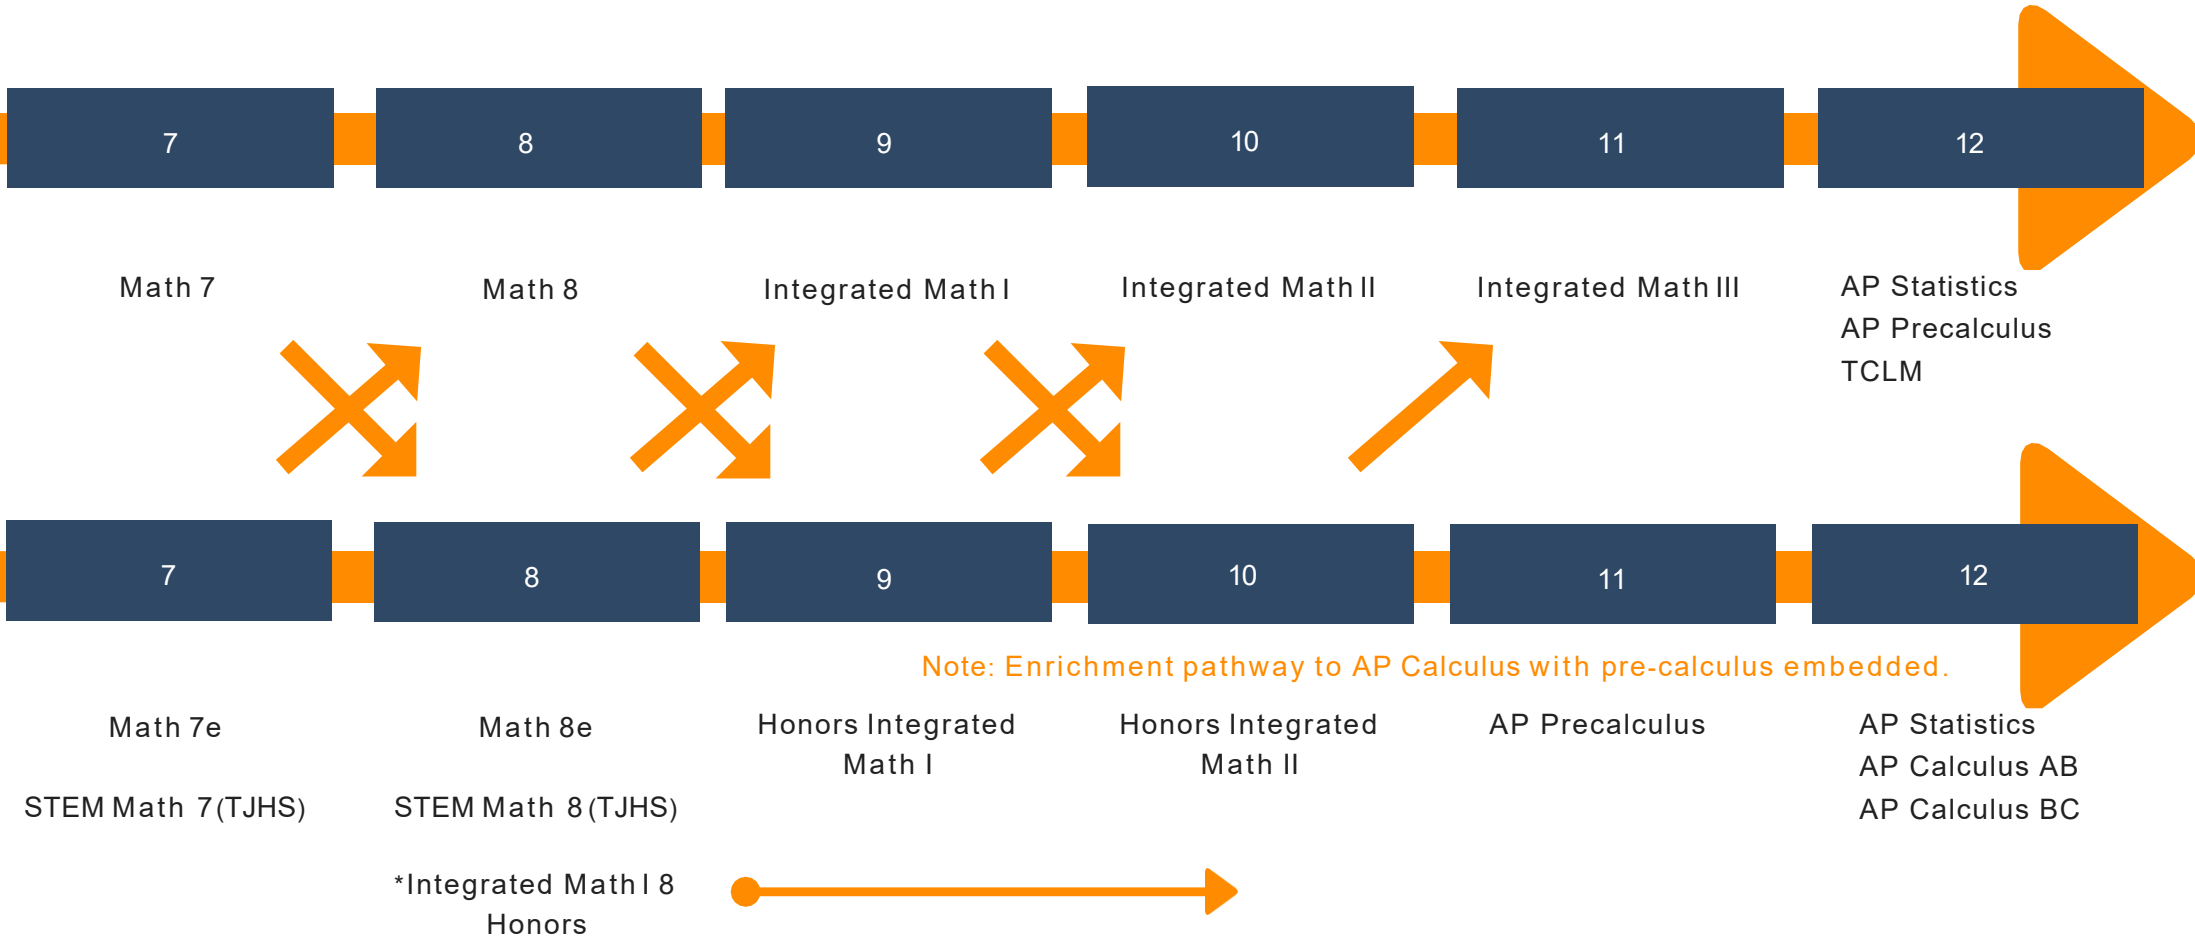 7
8
9
10
11
12
Math 7
Math 8
Integrated Math I
Integrated Math II
Integrated Math III
AP Statistics
AP Precalculus
TCLM
7
8
9
10
11
12
Note: Enrichment pathway to AP Calculus with pre-calculus embedded.
Math 7e
STEM Math 7 (TJHS)
Math 8e
STEM Math 8 (TJHS)
*Integrated Math I 8
Honors
Honors Integrated
Math I
Honors Integrated
Math II
AP Precalculus
AP Statistics
AP Calculus AB
AP Calculus BC